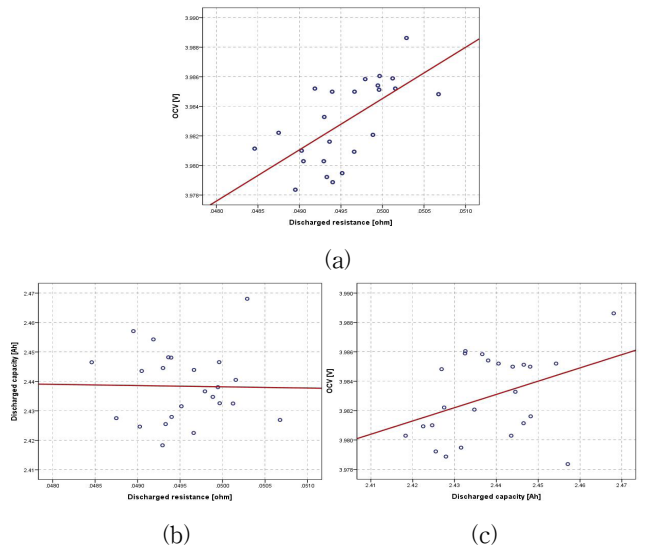 3.990
3.988
3.986
3.984
3.982
3.980
3.978
OCV [V]
.0480 .0485 .0490 .0495 .0500 .0505 .0510
Discharged resistance [ohm]
(a)
2.47
2.46
2.45
2.44
2.43
2.42
2.41
Discharged capacity [Ah]
.0480 .0485 .0490 .0495 .0500 .0505 .0510
Discharged resistance [ohm]
(b)
3.990
3.988
3.986
3.984
3.982
3.980
3.978
OCV [V]
2.41 2.42 2.43 2.44 2.45 2.46 2.47
Discharged capacity [Ah]
(c)